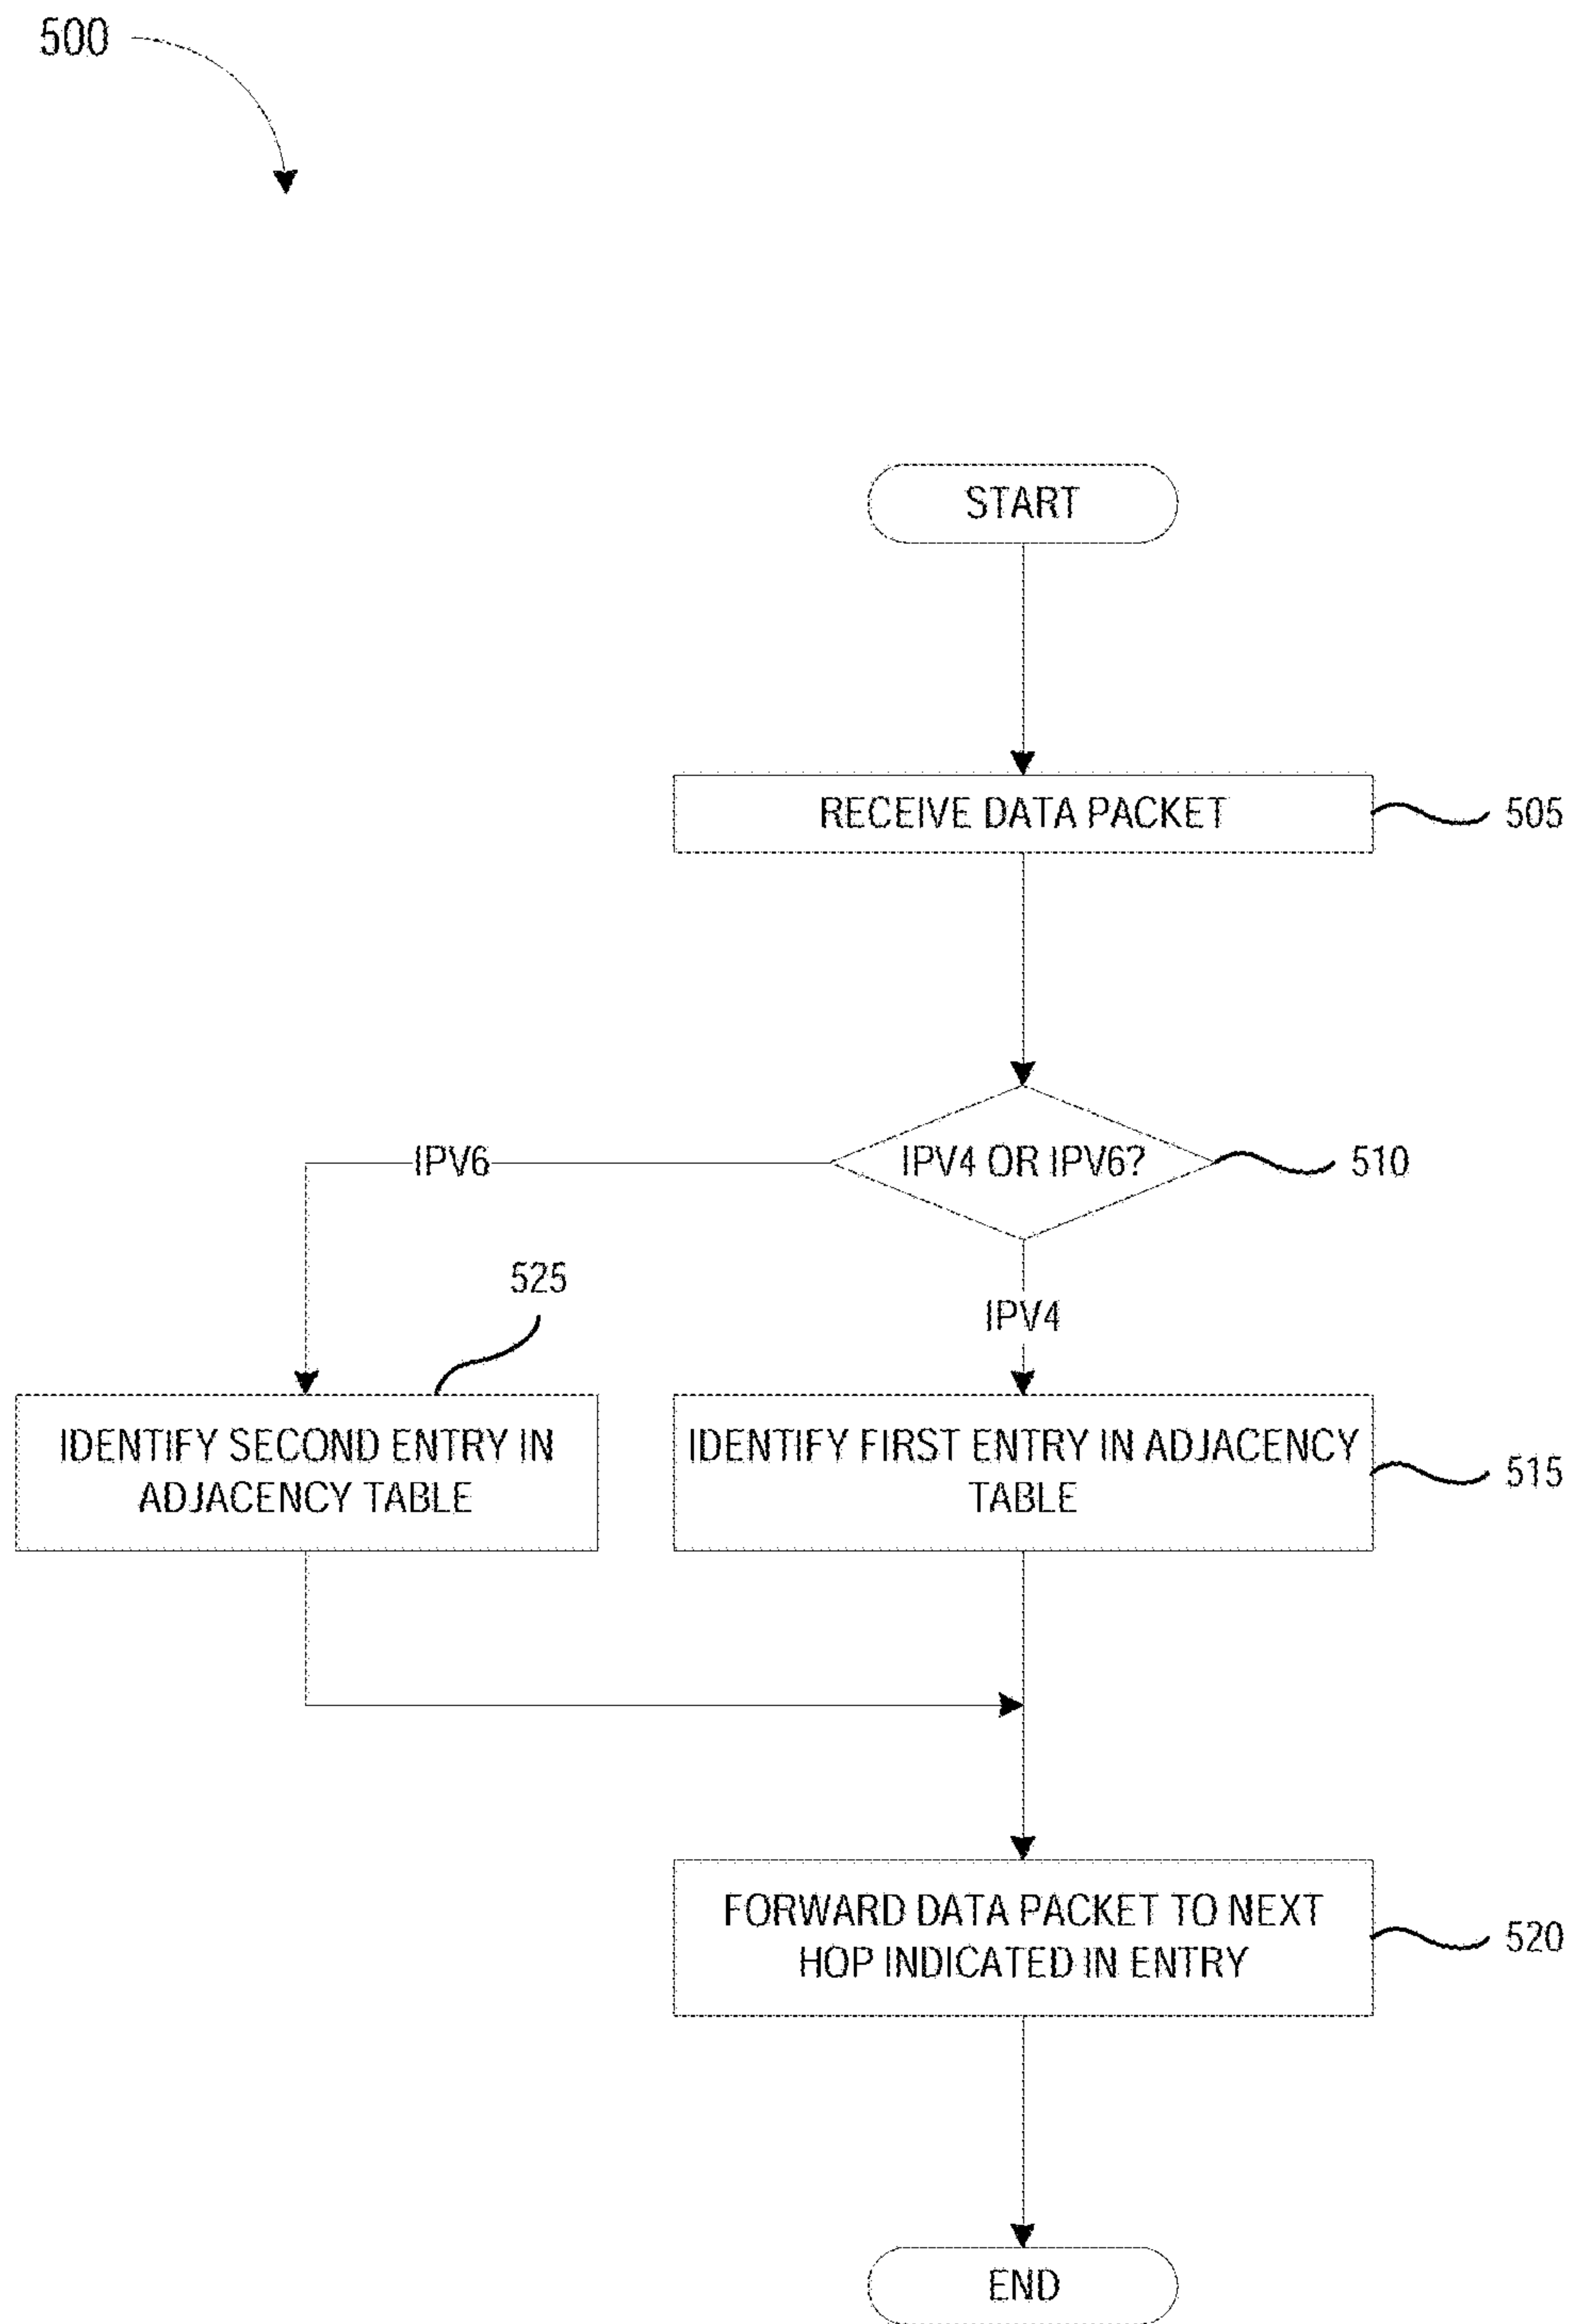 500
START
RECEIVE DATA PACKET
505
IPV6
IPV4 OR IPV6?
510
525
IPV4
IDENTIFY SECOND ENTRY IN
ADJACENCY TABLE
IDENTIFY FIRST ENTRY IN ADJACENCY
TABLE
515
FORWARD DATA PACKET TO NEXT
HOP INDICATED IN ENTRY
520
END